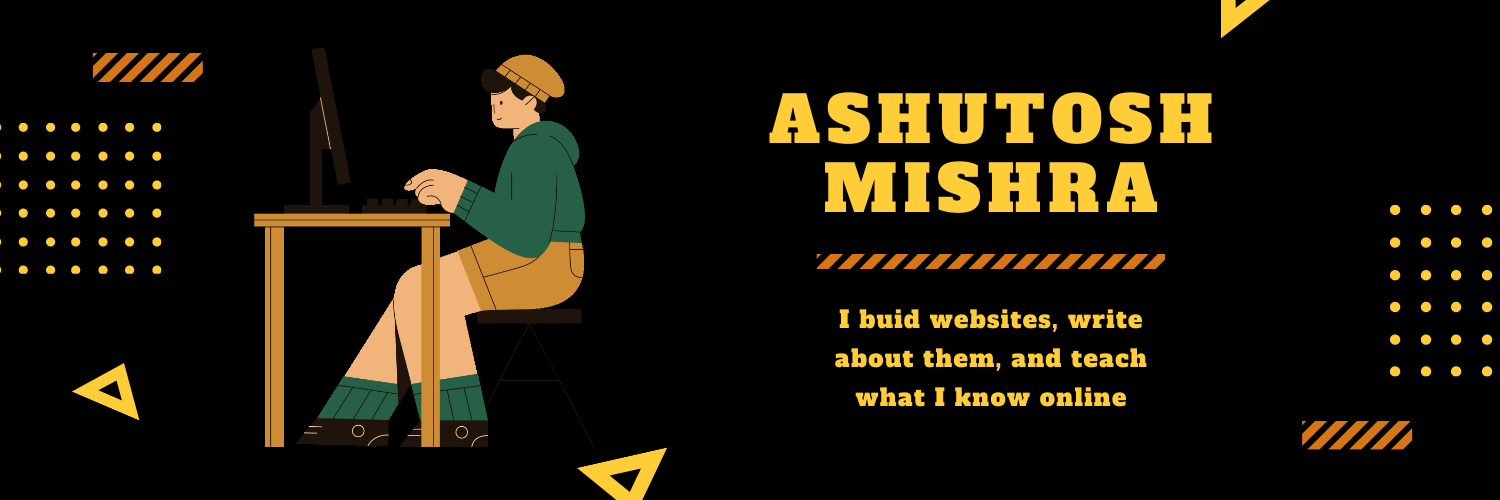 ASHUTOSH
MISHRA
I buid websites, write
about them, and teach
what I know online